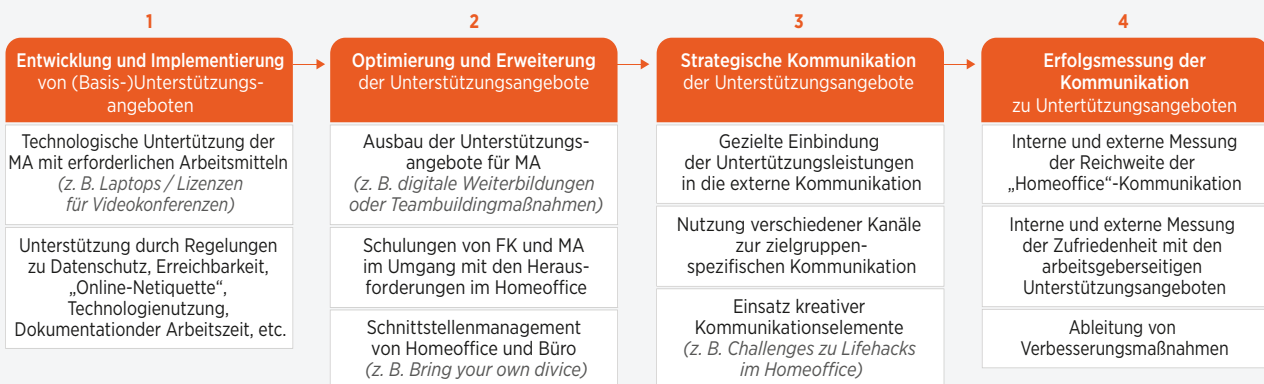 1
Entwicklung und Implementierung
von (Basis-)Unterstützungs-
angeboten
Technologische Untertützung der
MA mit erforderlichen Arbeitsmitteln
(z. B. Laptops / Lizenzen
für Videokonferenzen)
Unterstützung durch Regelungen
zu Datenschutz, Erreichbarkeit,
„Online-Netiquette“,
Technologienutzung,
Dokumentationder Arbeitszeit, etc.
2
Optimierung und Erweiterung
der Unterstützungsangebote
Ausbau der Unterstützungs-
angebote für MA
(z. B. digitale Weiterbildungen
oder Teambuildingmaßnahmen)
Schulungen von FK und MA
im Umgang mit den Heraus-
forderungen im Homeoffice
Schnittstellenmanagement
von Homeoffice und Büro
(z. B. Bring your own divice)
3
Strategische Kommunikation
der Unterstützungsangebote
Gezielte Einbindung
der Untertützungsleistungen
in die externe Kommunikation
Nutzung verschiedener Kanäle
zur zielgruppen-
spezifischen Kommunikation
Einsatz kreativer
Kommunikationselemente
(z. B. Challenges zu Lifehacks
im Homeoffice)
4
Erfolgsmessung der
Kommunikation
zu Untertützungsangeboten
Interne und externe Messung
der Reichweite der
„Homeoffice“-Kommunikation
Interne und externe Messung
der Zufriedenheit mit den
arbeitsgeberseitigen
Unterstützungsangeboten
Ableitung von
Verbesserungsmaßnahmen